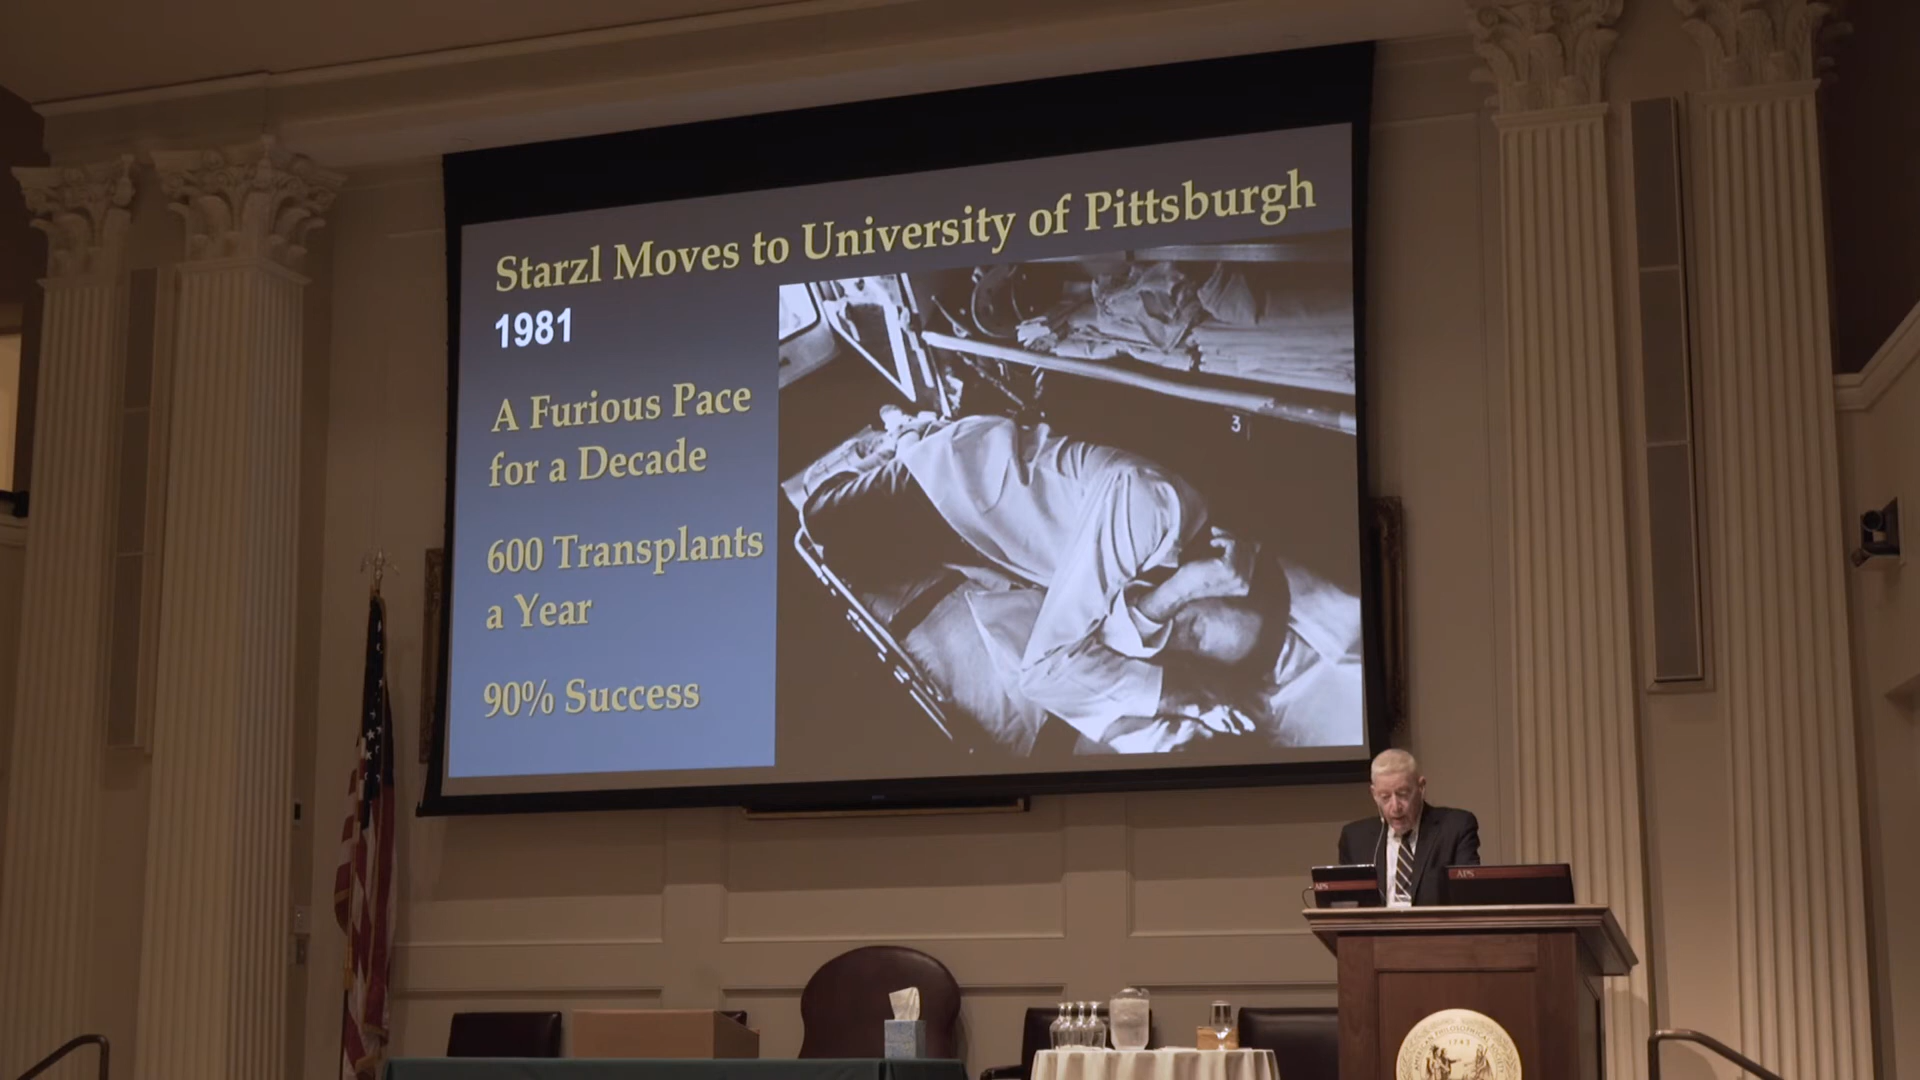 Starzl Moves to University of Pittsburgh
1981
A Furious Pace
for a Decade
600 Transplants
a Year
90% Success
3
APS
APS
1743